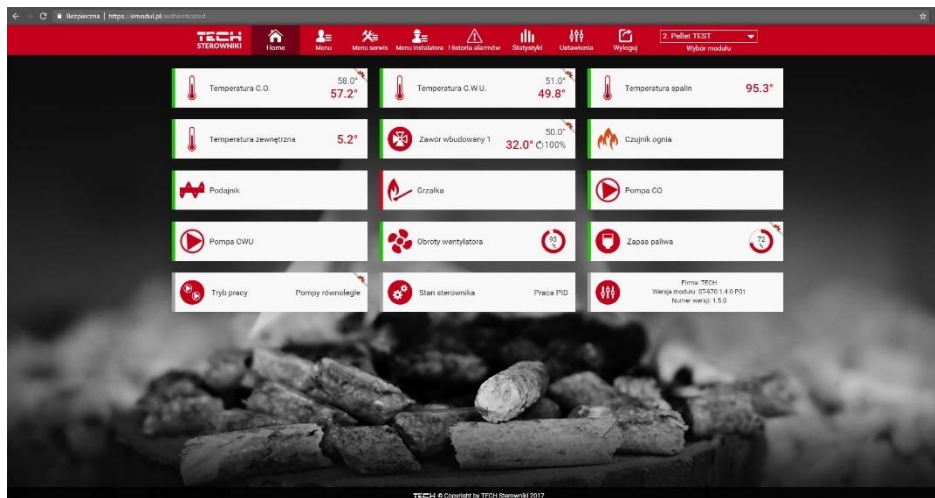 Bezpieczna | https://emodul.pl/authenticated
TECH
STEROWNIKI
Home
Menu
Menu serwis
Menu instalatora
Historia alarmów
Statystyki
Ustawienia
Wyloguj
2. Pellet TEST
Wybór modułu
Temperatura C.O.
58.0°
57.2°
Temperatura C.W.U.
51.0°
49.8°
Temperatura spalin
95.3°
Temperatura zewnętrzna
5.2°
Zawór wbudowany 1
50.0°
32.0° 100%
Czujnik ognia
Podajnik
Grzałka
Pompa CO
Pompa CWU
Obroty wentylatora
93
%
Zapas paliwa
72
%
Tryb pracy
Pompy równoległe
Stan sterownika
Praca PID
Firma: TECH
Wersja modułu: ST-970 1.4.0 P01
Numer wersji: 1.5.0
TECH © Copyright by TECH Sterowniki 2017